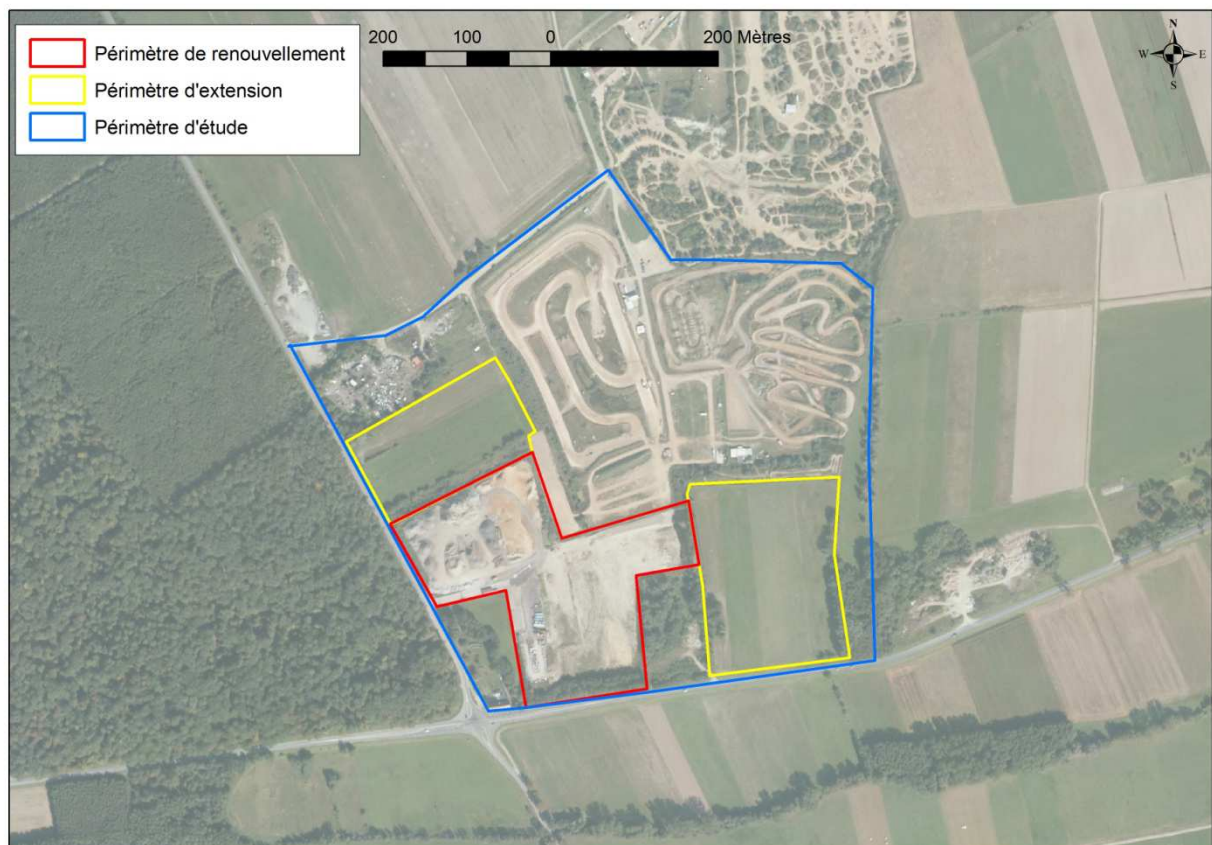 Périmètre de renouvellement
Périmètre d'extension
Périmètre d'étude
200 100 0 200 Mètres
N
W E
S